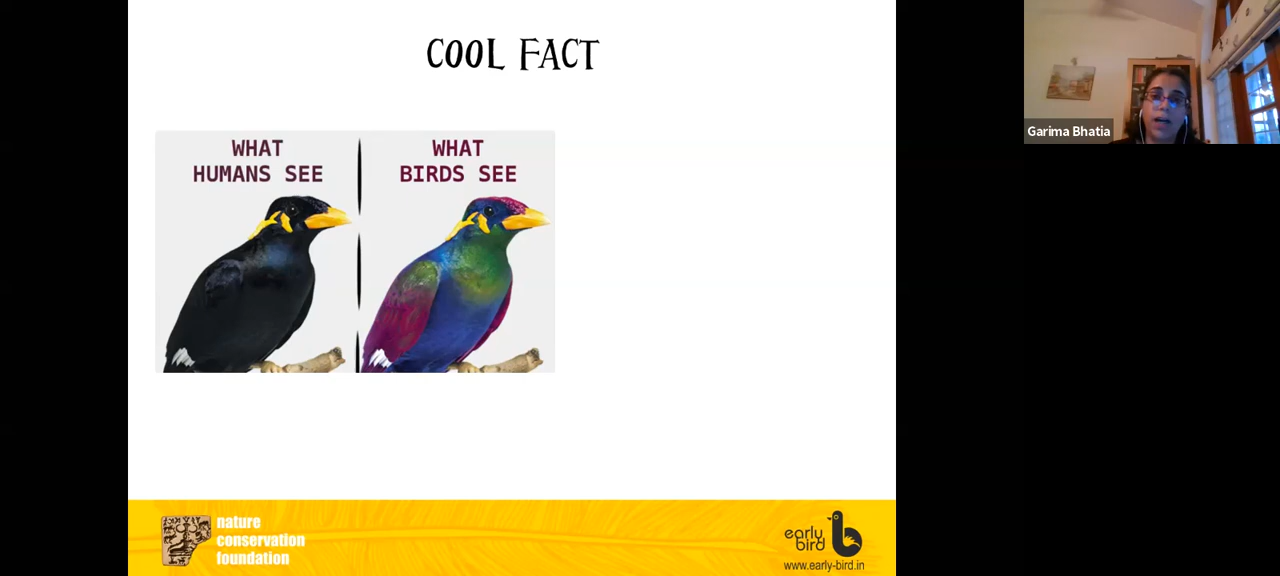 COOL FACT
WHAT
HUMANS SEE
WHAT
BIRDS SEE
Garima Bhatia
nature
conservation
foundation
early
bird
www.early-bird.in